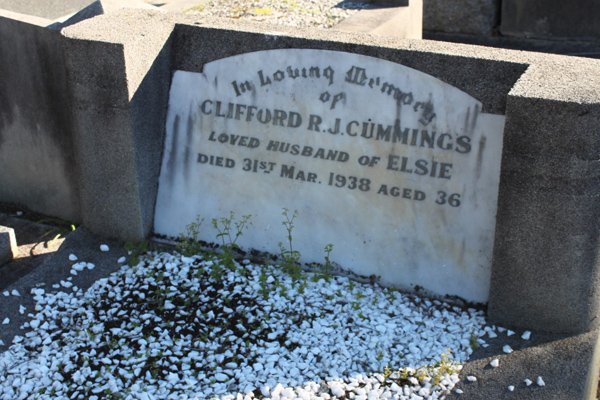 In Loving Memory
of
CLIFFORD R.J. CUMMINGS
LOVED HUSBAND OF ELSIE
DIED 31ST MAR. 1938 AGED 36